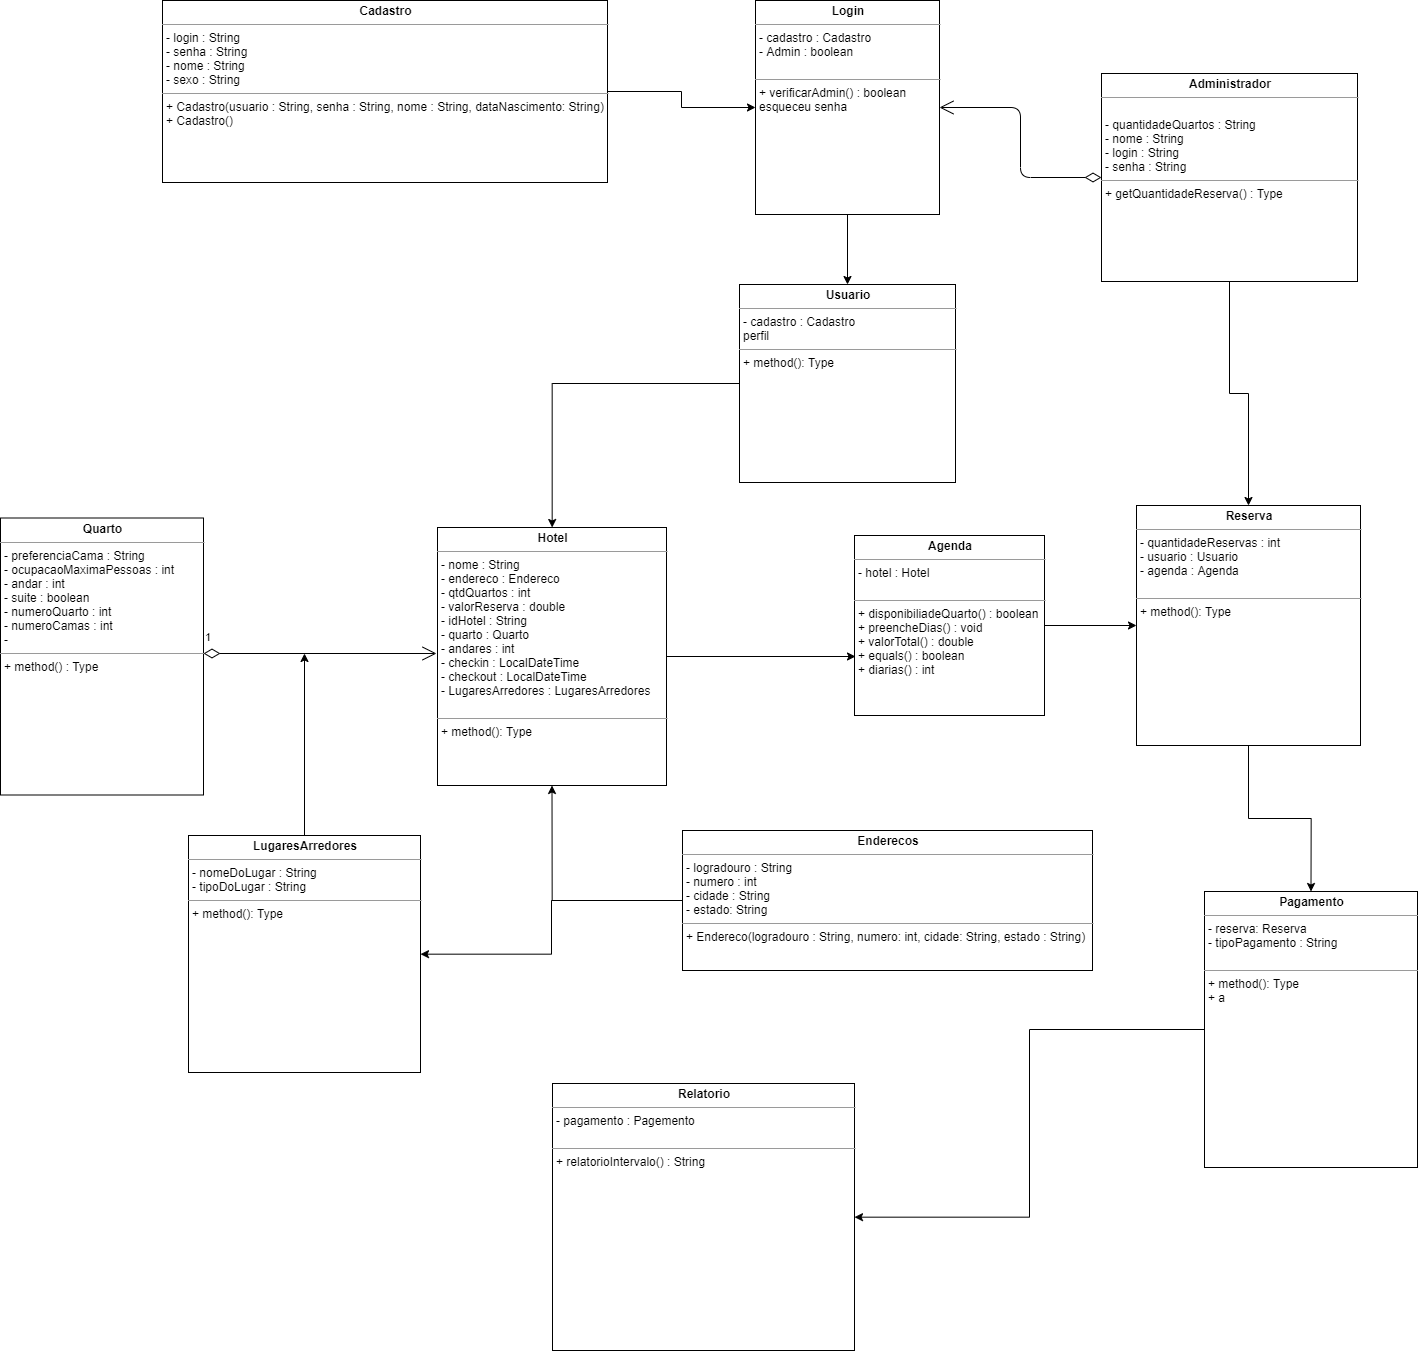 Cadastro
- login : String
- senha : String
- nome : String
- sexo : String
+ Cadastro(usuario : String, senha : String, nome : String, dataNascimento: String)
+ Cadastro()
Login
- cadastro : Cadastro
- Admin : boolean
+ verificarAdmin() : boolean
esqueceu senha
Administrador
- quantidadeQuartos : String
- nome : String
- login : String
- senha : String
+ getQuantidadeReserva() : Type
Usuario
- cadastro : Cadastro
perfil
+ method(): Type
Quarto
- preferenciaCama : String
- ocupacaoMaximaPessoas : int
- andar : int
- suite : boolean
- numeroQuarto : int
- numeroCamas : int
-
+ method() : Type
1
Hotel
- nome : String
- endereco : Endereco
- qtdQuartos : int
- valorReserva : double
- idHotel : String
- quarto : Quarto
- andares : int
- checkin : LocalDateTime
- checkout : LocalDateTime
- LugaresArredores : LugaresArredores
+ method(): Type
Agenda
- hotel : Hotel
+ disponibiliadeQuarto() : boolean
+ preencheDias() : void
+ valorTotal() : double
+ equals() : boolean
+ diarias() : int
Reserva
- quantidadeReservas : int
- usuario : Usuario
- agenda : Agenda
+ method(): Type
LugaresArredores
- nomeDoLugar : String
- tipoDoLugar : String
+ method(): Type
Enderecos
- logradouro : String
- numero : int
- cidade : String
- estado: String
+ Endereco(logradouro : String, numero: int, cidade: String, estado : String)
Pagamento
- reserva: Reserva
- tipoPagamento : String
+ method(): Type
+ a
Relatorio
- pagamento : Pagemento
+ relatorioIntervalo() : String